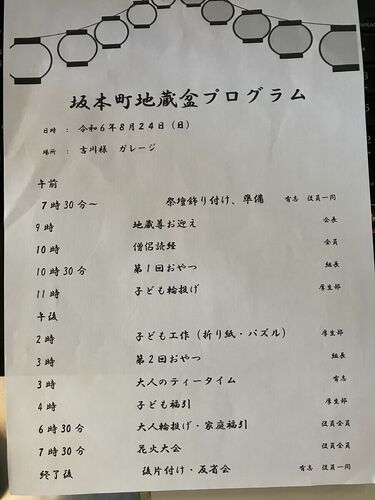 坂本町地蔵盆プログラム
日時 : 令和6年8月24日(日)
場所 : 吉川様 ガレージ
午前
7時30分~ 祭壇飾り付け、準備 有志 役員一同
9時 地蔵尊お迎え 会長
10時 僧侶読経 全員
10時30分 第1回おやつ 組長
11時 子ども輪投げ 厚生部
午後
2時 子ども工作(折り紙・パズル) 厚生部
3時 第2回おやつ 組長
3時 大人のティータイム 有志
4時 子ども福引 厚生部
6時30分 大人輪投げ・家庭福引 役員全員
7時30分 花火大会 役員全員
終了後 後片付け・反省会 有志 役員一同